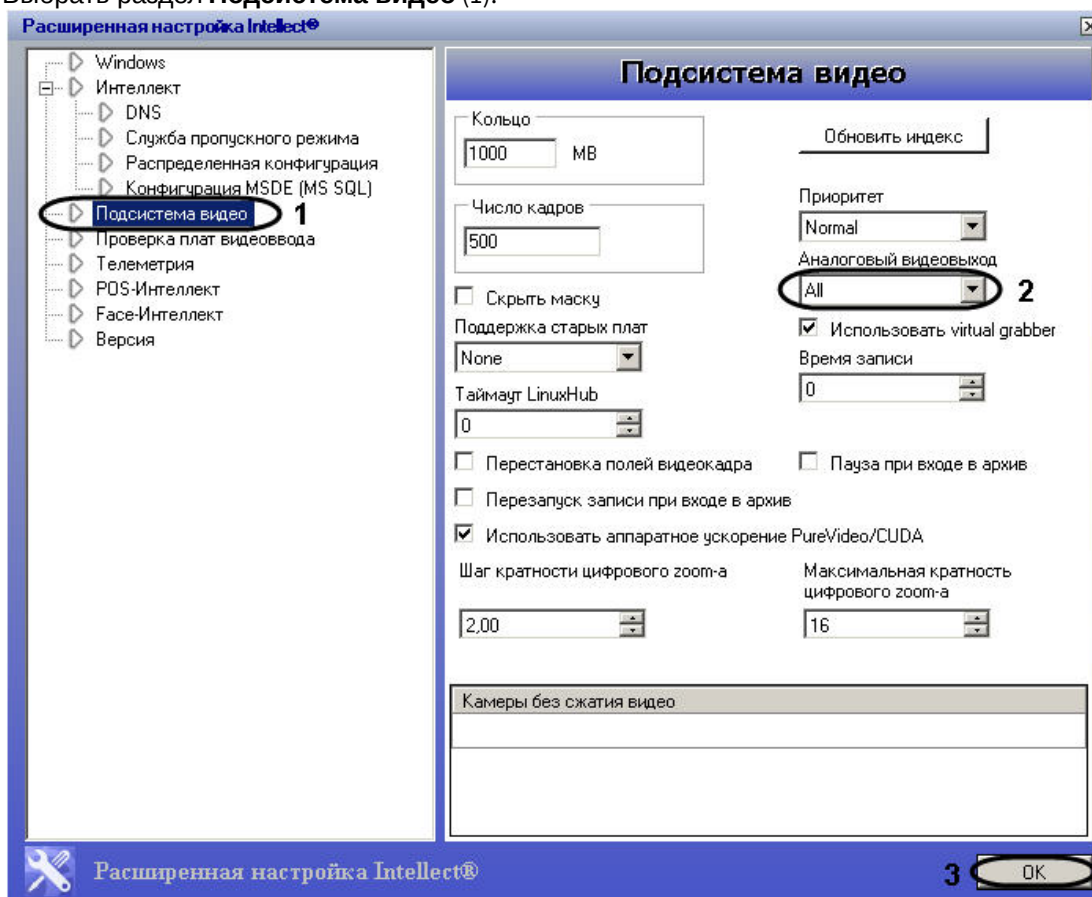 Выбрать раздел Подсистема видео (1).
Расширенная настройка Intellect®
Windows
Интеллект
DNS
Служба пропускного режима
Распределенная конфигурация
Конфигурация MSDE (MS SQL)
Подсистема видео 1
Проверка плат видеоввода
Телеметрия
POS-Интеллект
Face-Интеллект
Версия
Подсистема видео
Кольцо
1000 MB
Обновить индекс
Число кадров
500
Приоритет
Normal
Аналоговый видеовыход
All 2
Скрыть маску
Использовать virtual grabber
Поддержка старых плат
None
Время записи
0
Таймаут LinuxHub
0
Перестановка полей видеокадра
Пауза при входе в архив
Перезапуск записи при входе в архив
Использовать аппаратное ускорение PureVideo/CUDA
Шаг кратности цифрового zoom-а
2,00
Максимальная кратность
цифрового zoom-а
16
Камеры без сжатия видео
Расширенная настройка Intellect®
3 OK